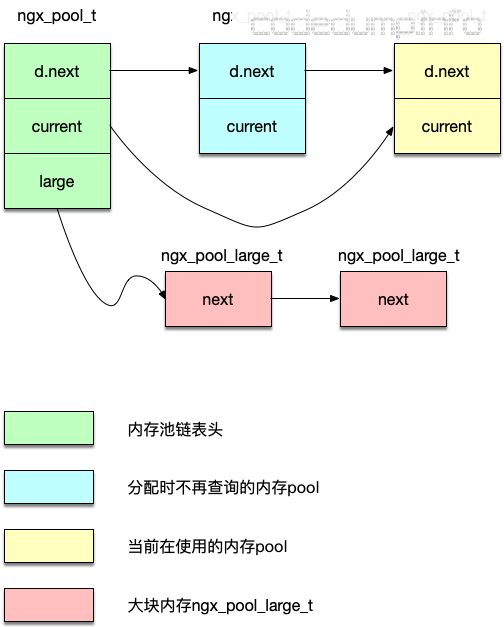 ngx_pool_t
d.next
d.next
d.next
current
current
current
large
ngx_pool_large_t
ngx_pool_large_t
next
next
内存池链表头
分配时不再查询的内存pool
当前在使用的内存pool
大块内存ngx_pool_large_t